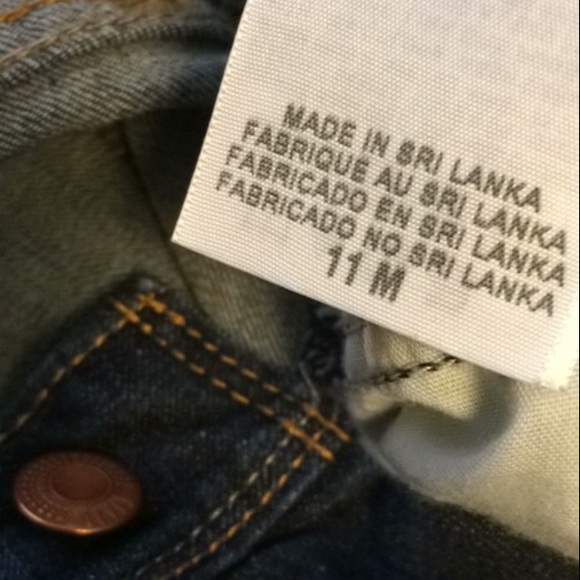 MADE IN SRI LANKA
FABRIQUE AU SRI LANKA
FABRICADO EN SRI LANKA
FABRICADO NO SRI LANKA
11 M